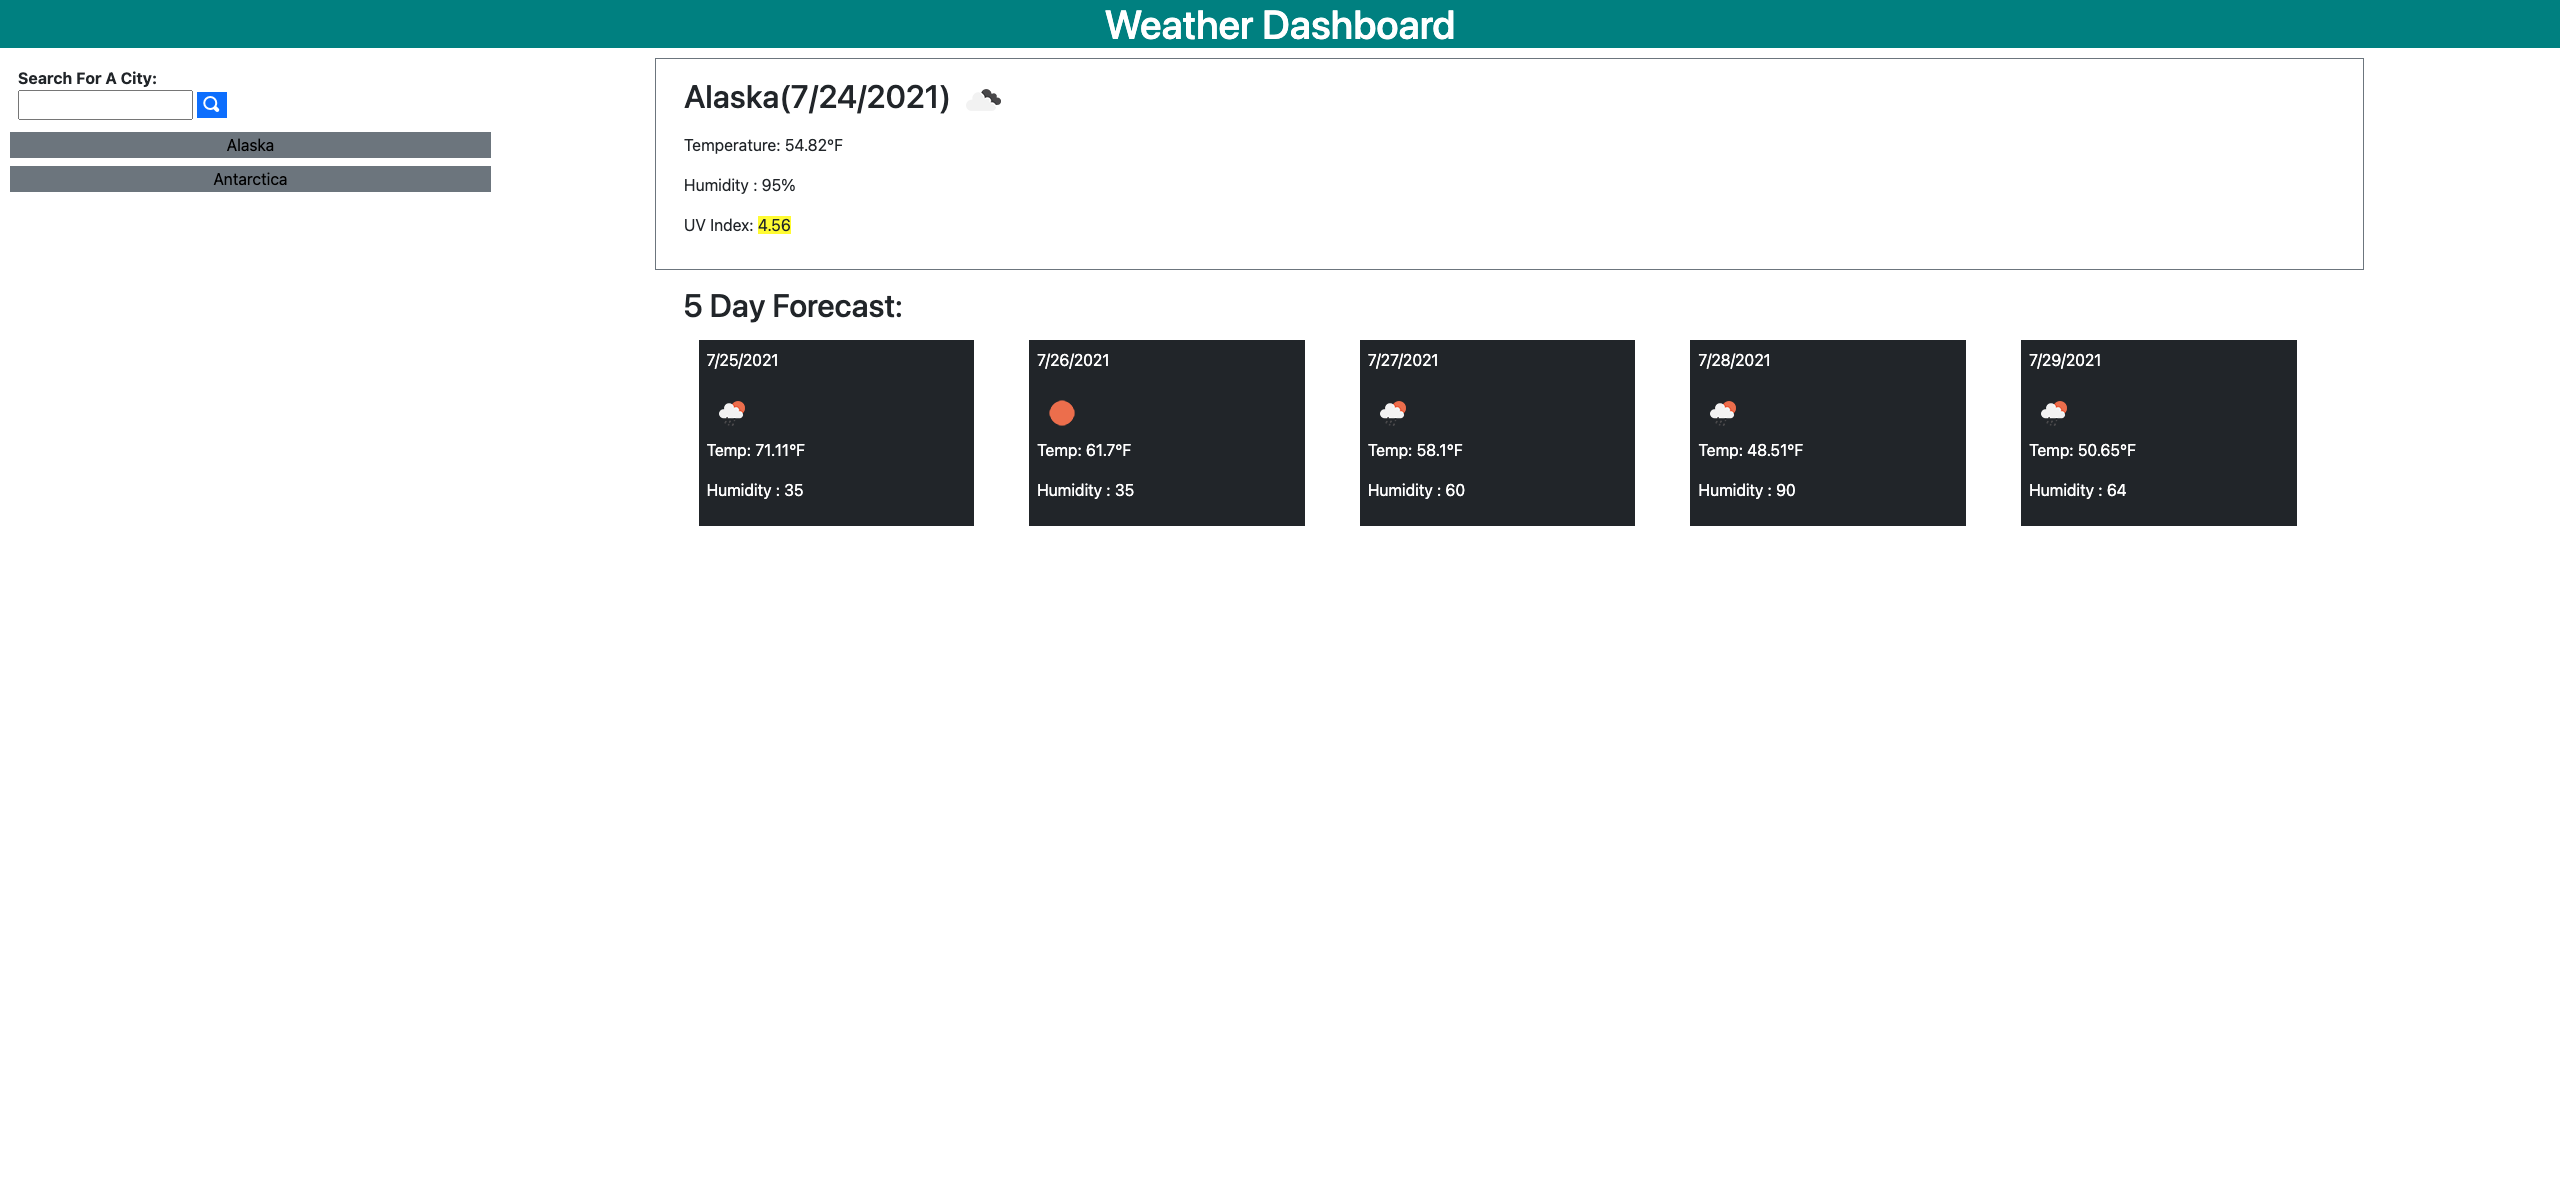 Weather Dashboard
Search For A City:
Alaska
Antarctica
Alaska(7/24/2021)
Temperature: 54.82°F
Humidity : 95%
UV Index: 4.56
5 Day Forecast:
7/25/2021
Temp: 71.11°F
Humidity : 35
7/26/2021
Temp: 61.7°F
Humidity : 35
7/27/2021
Temp: 58.1°F
Humidity : 60
7/28/2021
Temp: 48.51°F
Humidity : 90
7/29/2021
Temp: 50.65°F
Humidity : 64